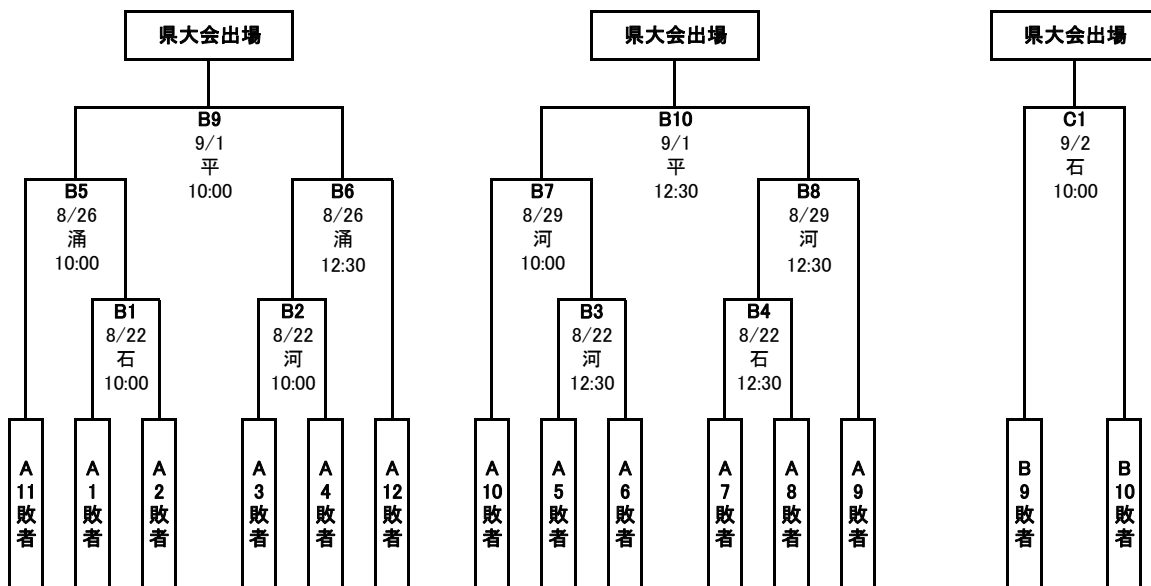 県大会出場
県大会出場
県大会出場
B9
9/1
平
10:00
B10
9/1
平
12:30
C1
9/2
石
10:00
B5
8/26
涌
10:00
B6
8/26
涌
12:30
B7
8/29
河
10:00
B8
8/29
河
12:30
B1
8/22
石
10:00
B2
8/22
河
10:00
B3
8/22
河
12:30
B4
8/22
石
12:30
A11敗者
A1敗者
A2敗者
A3敗者
A4敗者
A12敗者
A10敗者
A5敗者
A6敗者
A7敗者
A8敗者
A9敗者
B9敗者
B10敗者